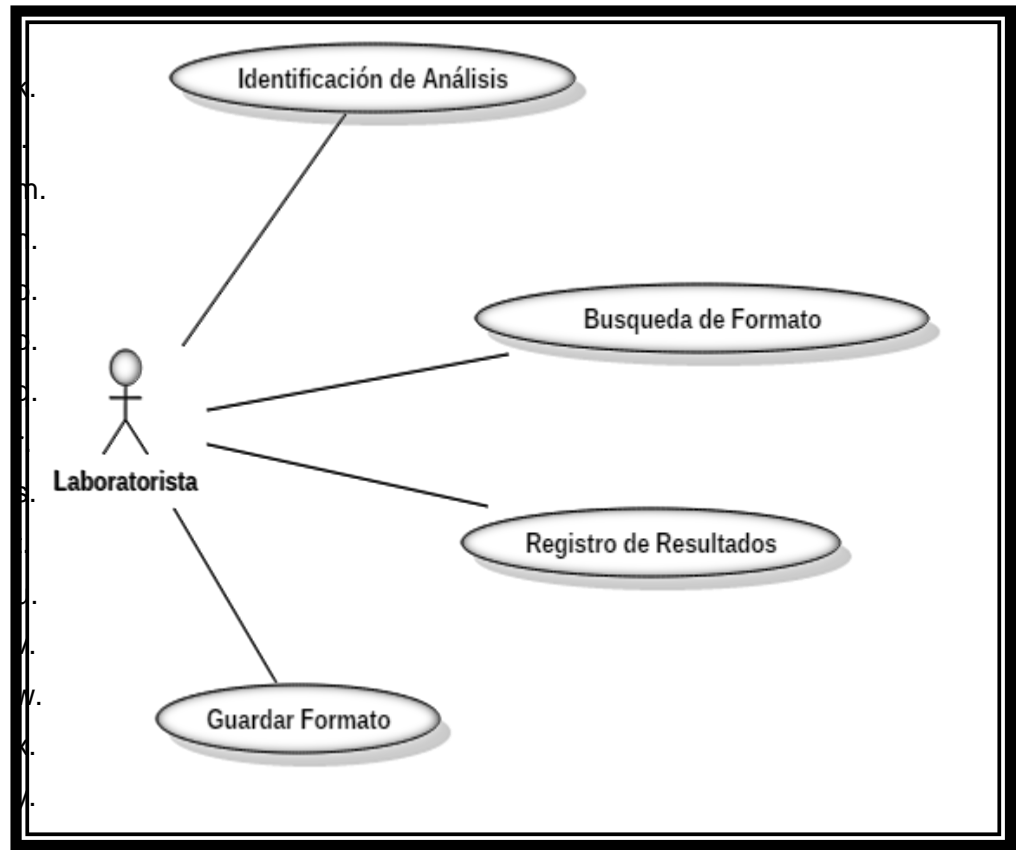 Identificación de Análisis
k.
m.
Busqueda de Formato
Laboratorista
s.
Registro de Resultados
v.
w.
Guardar Formato